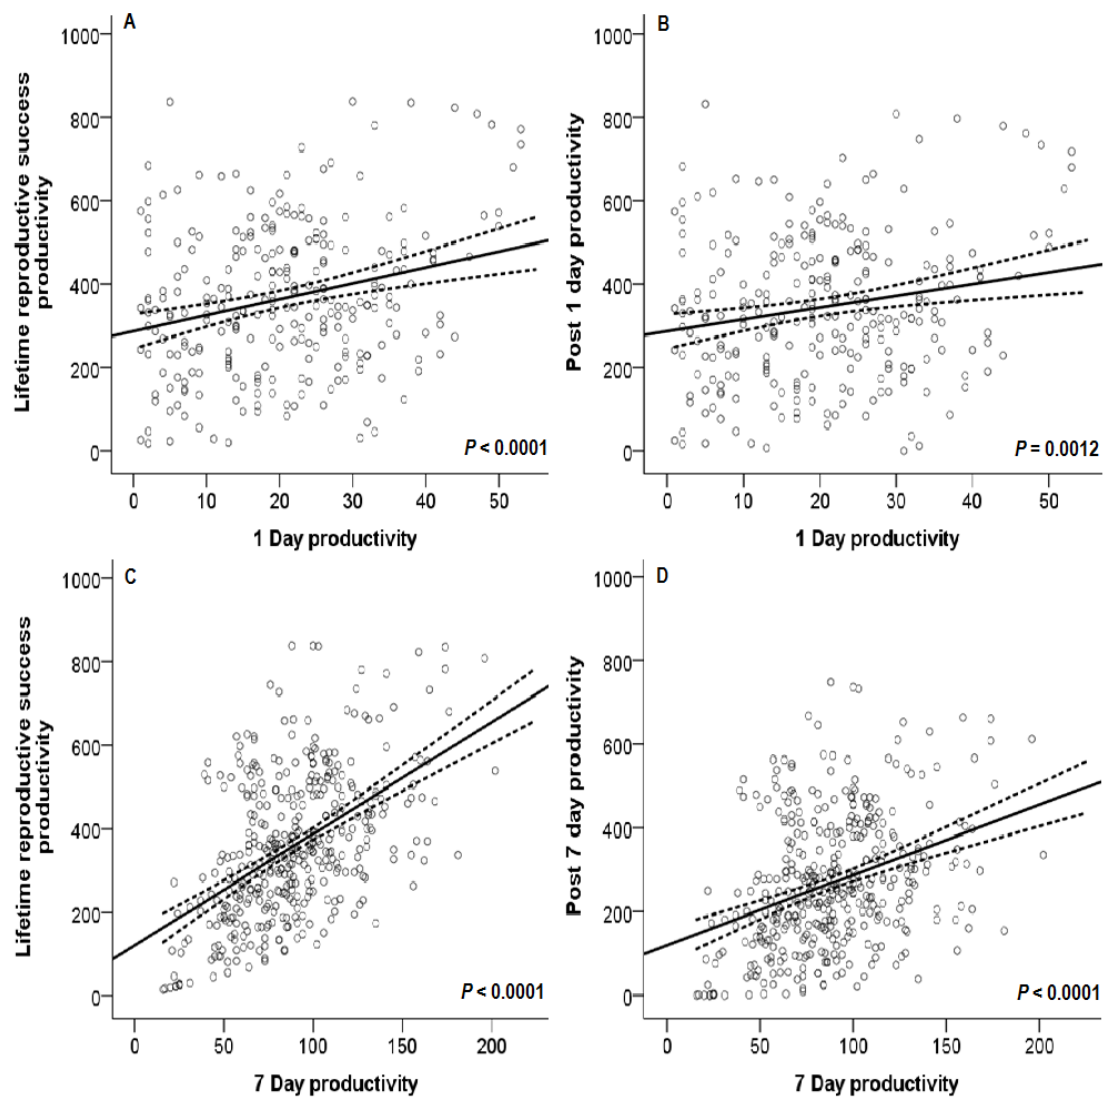 A
1000
800
600
400
200
0
Lifetime reproductive success
productivity
P < 0.0001
0 10 20 30 40 50
1 Day productivity
B
1000
800
600
400
200
0
Post 1 day productivity
P = 0.0012
0 10 20 30 40 50
1 Day productivity
C
1000
800
600
400
200
0
Lifetime reproductive success
productivity
P < 0.0001
0 50 100 150 200
7 Day productivity
D
1000
800
600
400
200
0
Post 7 day productivity
P < 0.0001
0 50 100 150 200
7 Day productivity